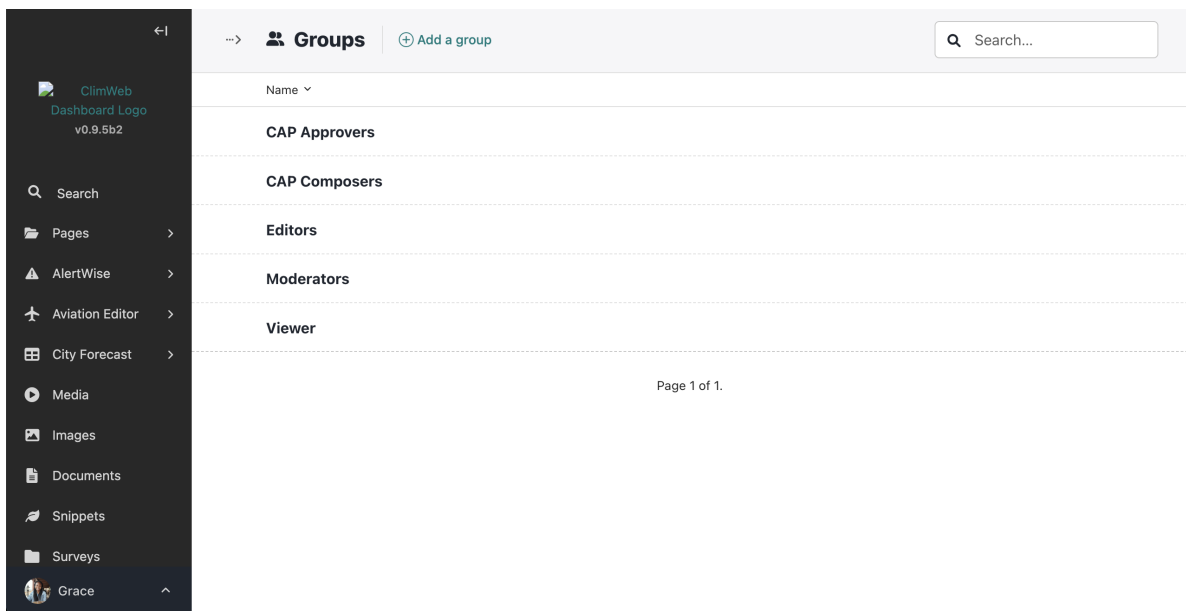 ClimWeb
Dashboard Logo
v0.9.5b2
Search
Pages
AlertWise
Aviation Editor
City Forecast
Media
Images
Documents
Snippets
Surveys
Grace
Groups
Add a group
Search...
Name
CAP Approvers
CAP Composers
Editors
Moderators
Viewer
Page 1 of 1.